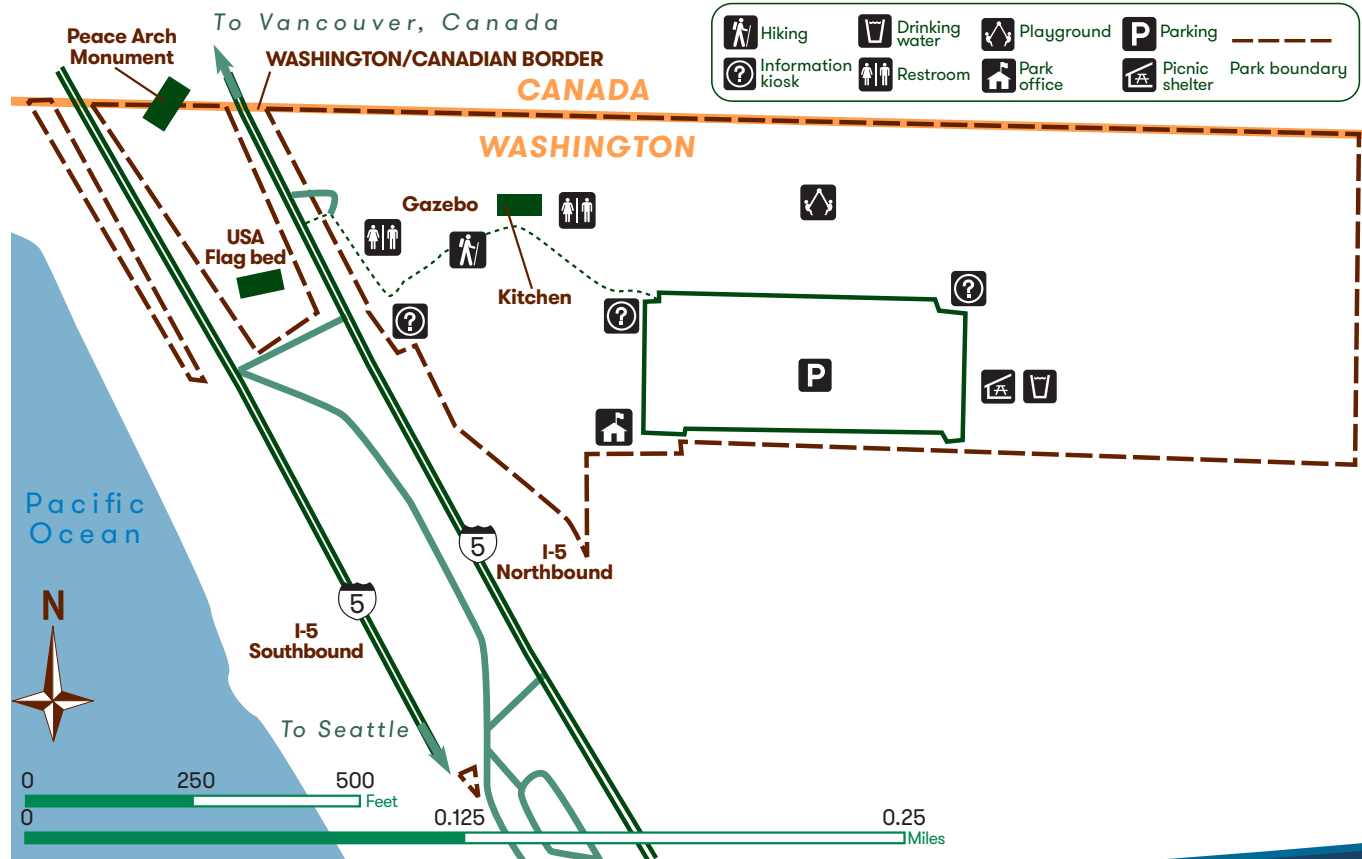 To Vancouver, Canada
Peace Arch
Monument
WASHINGTON/CANADIAN BORDER
CANADA
WASHINGTON
Hiking
Drinking
water
Playground
P
Parking
?
Information
kiosk
Restroom
Park
office
Picnic
shelter
Park boundary
Gazebo
Kitchen
USA
Flag bed
?
?
?
P
Pacific
Ocean
5
I-5
Northbound
5
I-5
Southbound
N
To Seattle
0 250 500
Feet
0 0.125 0.25
Miles